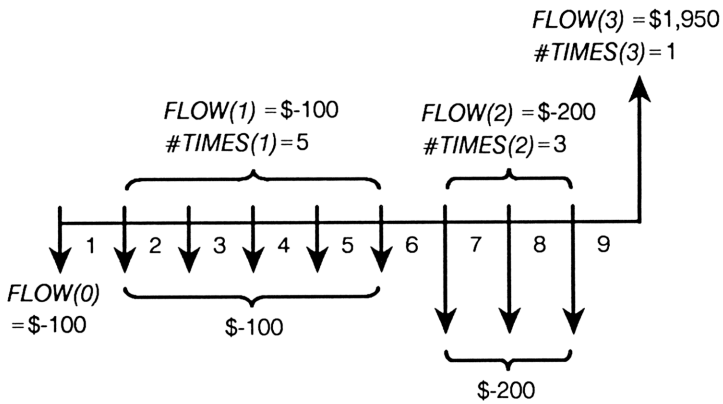 FLOW(3) = $1,950
#TIMES(3)=1
FLOW(1) = $-100
#TIMES(1)=5
FLOW(2) = $-200
#TIMES(2)=3
1 2 3 4 5 6 7 8 9
FLOW(0)
= $-100
$-100
$-200